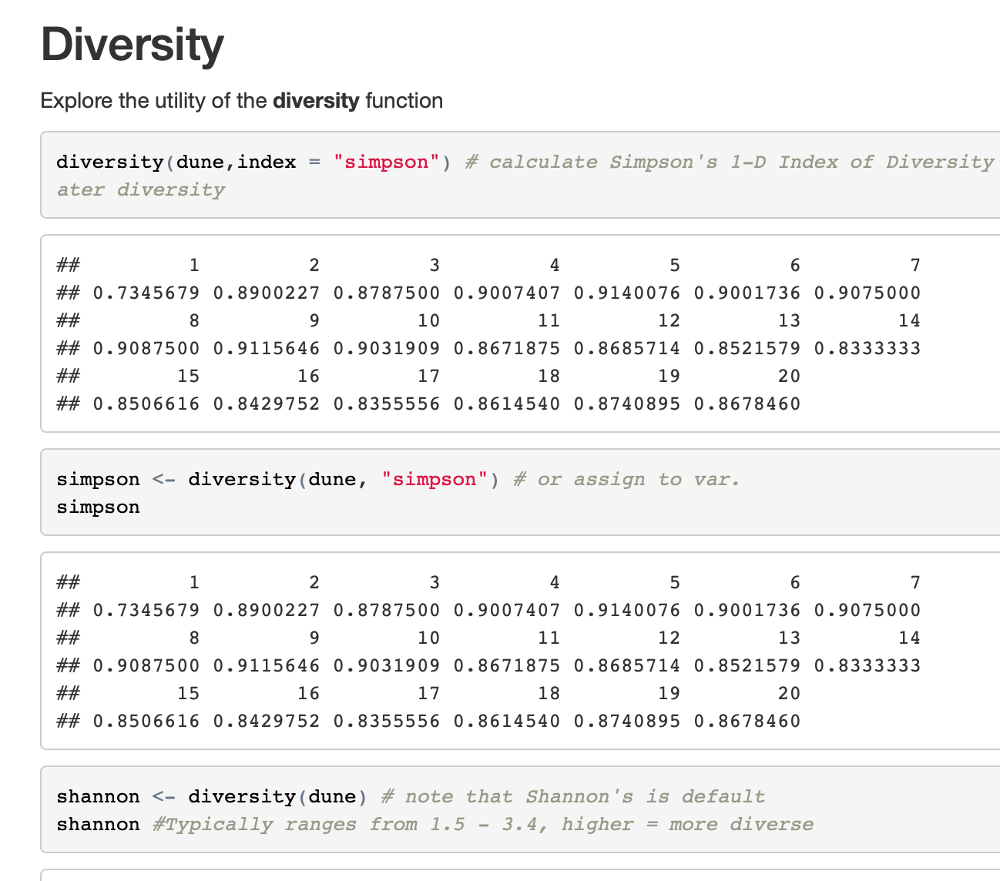 Diversity
Explore the utility of the diversity function
diversity(dune,index = "simpson") # calculate Simpson's 1-D Index of Diversity
ater diversity
## 1 2 3 4 5 6 7
## 0.7345679 0.8900227 0.8787500 0.9007407 0.9140076 0.9001736 0.9075000
## 8 9 10 11 12 13 14
## 0.9087500 0.9115646 0.9031909 0.8671875 0.8685714 0.8521579 0.8333333
## 15 16 17 18 19 20
## 0.8506616 0.8429752 0.8355556 0.8614540 0.8740895 0.8678460
simpson <- diversity(dune, "simpson") # or assign to var.
simpson
## 1 2 3 4 5 6 7
## 0.7345679 0.8900227 0.8787500 0.9007407 0.9140076 0.9001736 0.9075000
## 8 9 10 11 12 13 14
## 0.9087500 0.9115646 0.9031909 0.8671875 0.8685714 0.8521579 0.8333333
## 15 16 17 18 19 20
## 0.8506616 0.8429752 0.8355556 0.8614540 0.8740895 0.8678460
shannon <- diversity(dune) # note that Shannon's is default
shannon #Typically ranges from 1.5 - 3.4, higher = more diverse